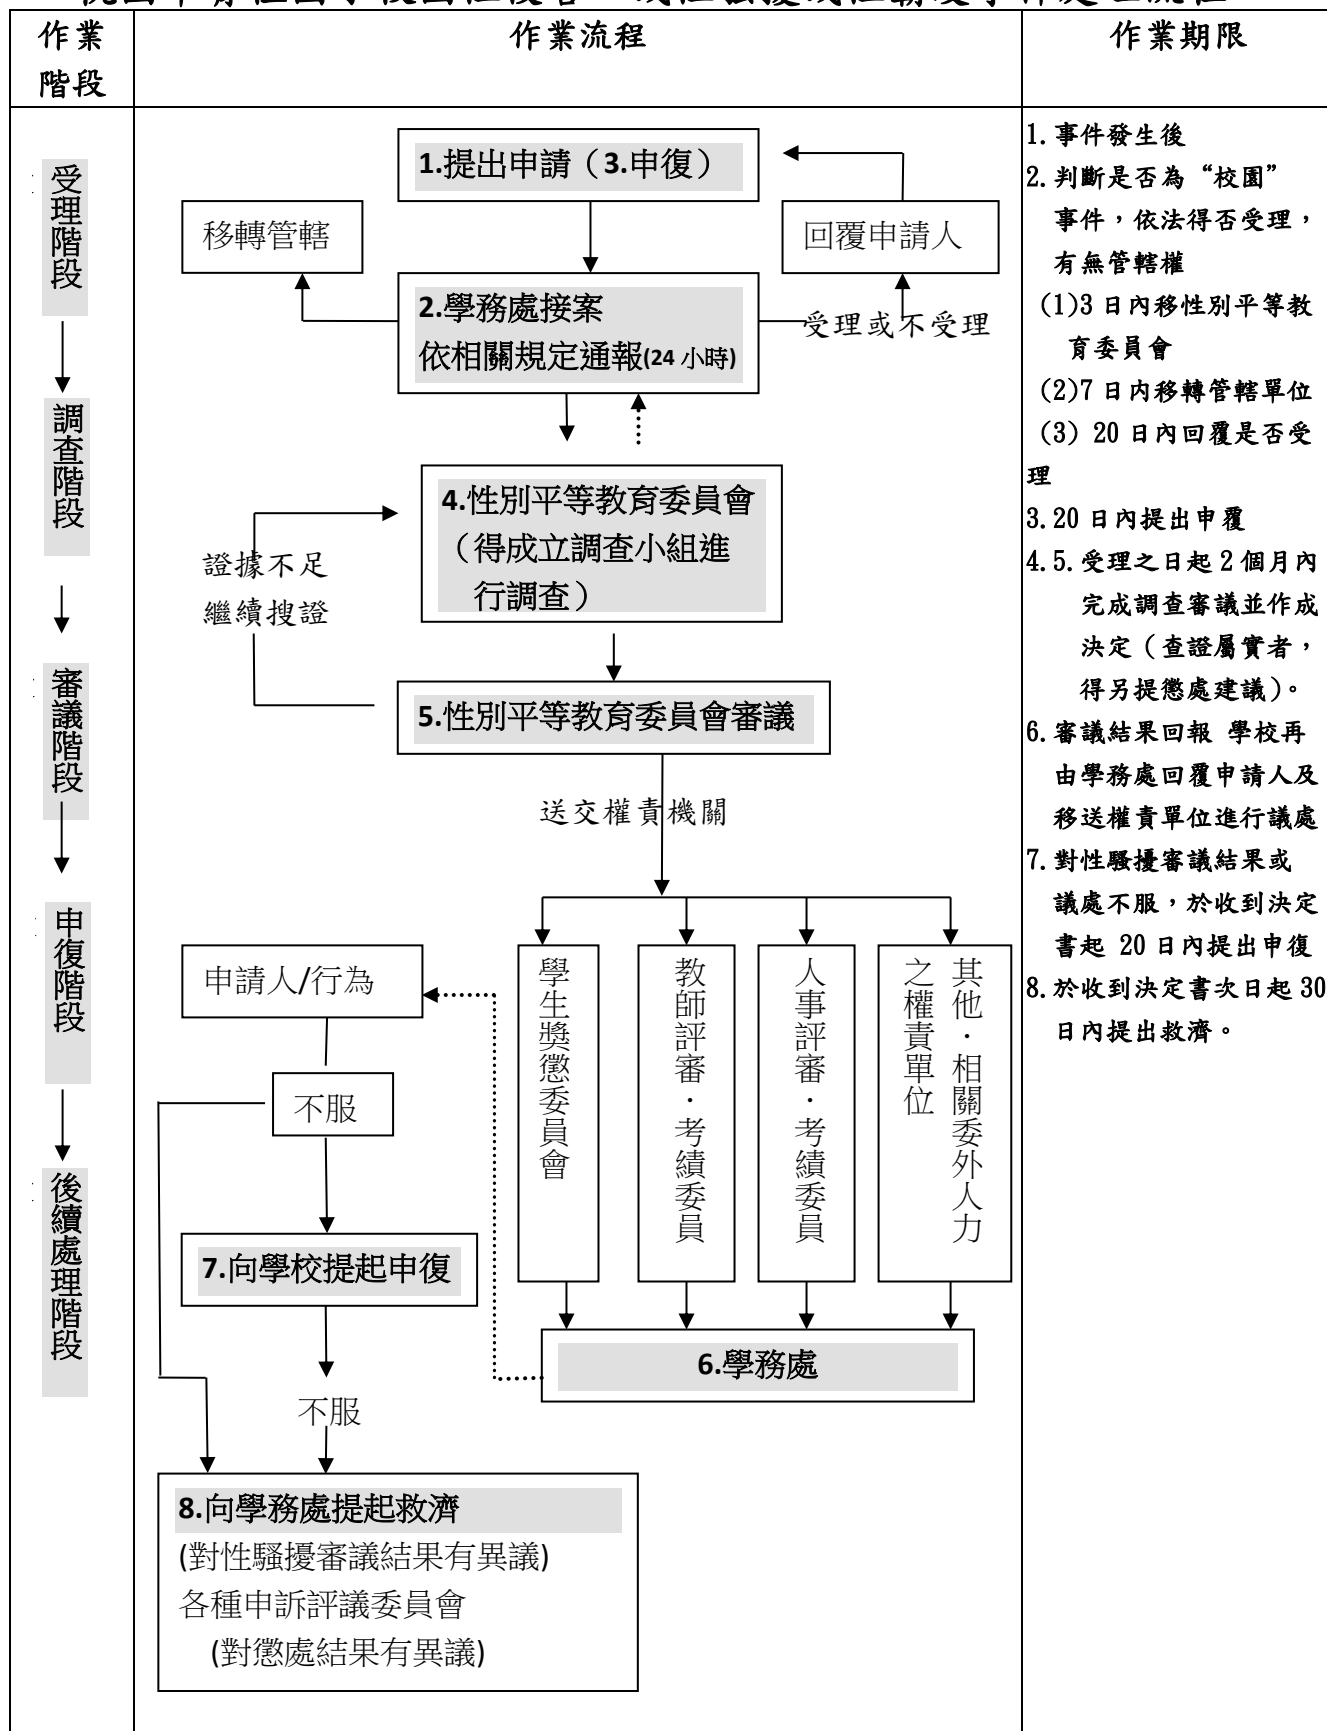 作業
階段
作業流程
作業期限
受理階段
調查階段
審議階段
申復階段
後續處理階段
1.提出申請（3.申復）
移轉管轄
回覆申請人
2.學務處接案
依相關規定通報(24 小時)
受理或不受理
4.性別平等教育委員會
（得成立調查小組進
行調查）
證據不足
繼續搜證
5.性別平等教育委員會審議
送交權責機關
申請人/行為
學生獎懲委員會
教師評審．考績委員
人事評審．考績委員
其他．相關委外人力
之權責單位
不服
7.向學校提起申復
6.學務處
不服
8.向學務處提起救濟
(對性騷擾審議結果有異議)
各種申訴評議委員會
(對懲處結果有異議)
1.事件發生後
2.判斷是否為“校園”
事件，依法得否受理，
有無管轄權
(1)3 日內移性別平等教
育委員會
(2)7 日內移轉管轄單位
(3) 20 日內回覆是否受
理
3.20 日內提出申覆
4.5.受理之日起 2 個月內
完成調查審議並作成
決定（查證屬實者，
得另提懲處建議）。
6.審議結果回報 學校再
由學務處回覆申請人及
移送權責單位進行議處
7.對性騷擾審議結果或
議處不服，於收到決定
書起 20 日內提出申復
8.於收到決定書次日起 30
日內提出救濟。